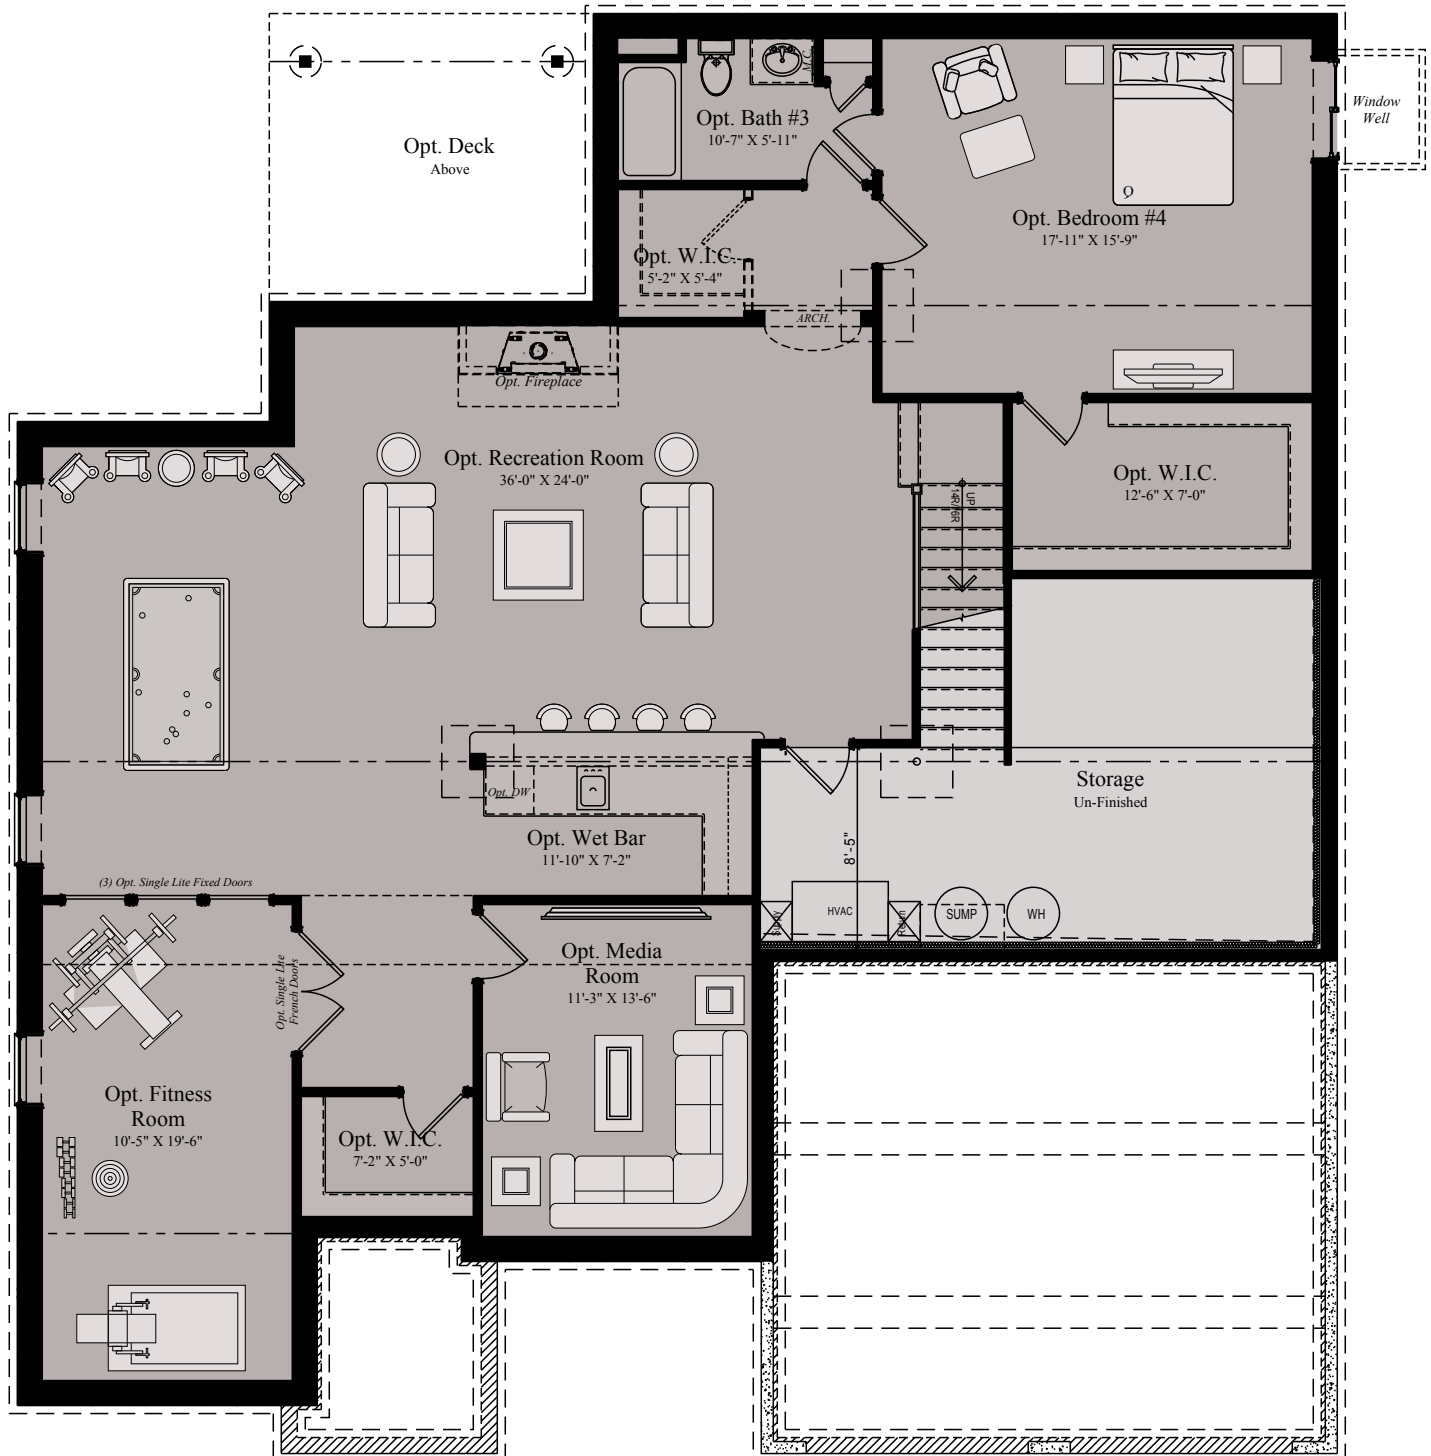 Opt. Bath #3
10'-7" X 5'-11"
M.C.
Window
Well
Opt. Deck
Above
Opt. Bedroom #4
17'-11" X 15'-9"
Opt. W.I.C.
5'-2" X 5'-4"
ARCH.
Opt. Fireplace
Opt. Recreation Room
36'-0" X 24'-0"
Opt. W.I.C.
12'-6" X 7'-0"
UP
Storage
Un-Finished
Opt. DW
Opt. Wet Bar
11'-10" X 7'-2"
8'-5"
(3) Opt. Single Lite Fixed Doors
Supply
HVAC
Return
SUMP
WH
Opt. Single Lite
French Doors
Opt. Media
Room
11'-3" X 13'-6"
Opt. Fitness
Room
10'-5" X 19'-6"
Opt. W.I.C.
7'-2" X 5'-0"